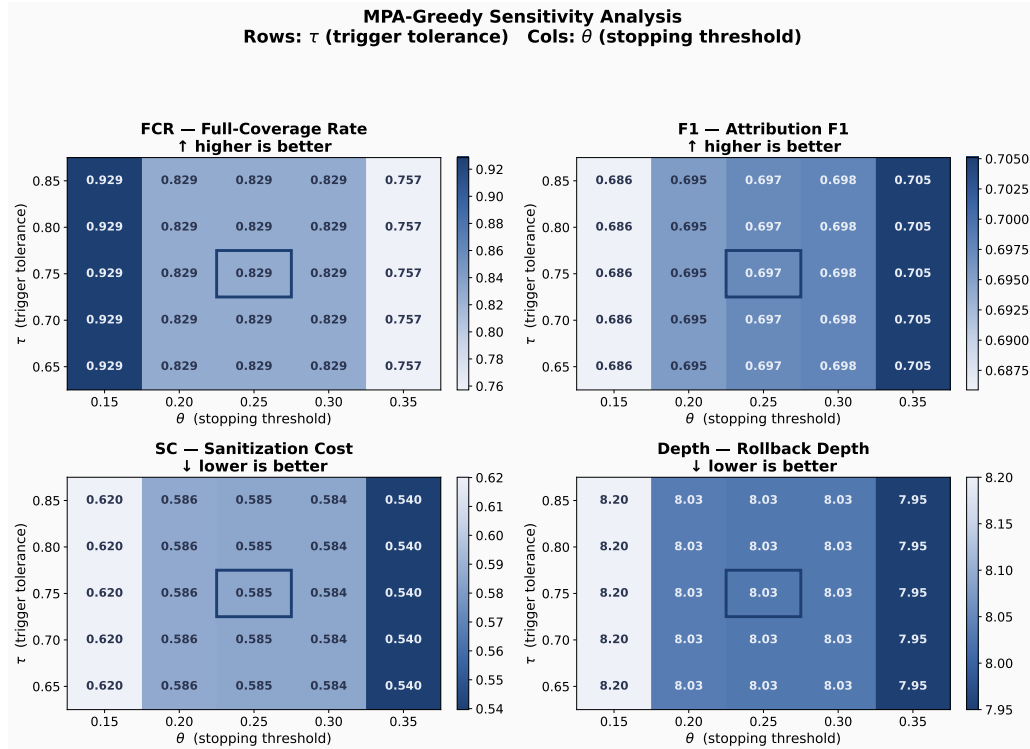 MPA-Greedy Sensitivity Analysis
Rows: τ (trigger tolerance)   Cols: θ (stopping threshold)
FCR — Full-Coverage Rate
↑ higher is better
τ (trigger tolerance)
0.85 0.929 0.829 0.829 0.829 0.757
0.80 0.929 0.829 0.829 0.829 0.757
0.75 0.929 0.829 0.829 0.829 0.757
0.70 0.929 0.829 0.829 0.829 0.757
0.65 0.929 0.829 0.829 0.829 0.757
0.15 0.20 0.25 0.30 0.35
θ (stopping threshold)
0.92
0.90
0.88
0.86
0.84
0.82
0.80
0.78
0.76
F1 — Attribution F1
↑ higher is better
τ (trigger tolerance)
0.85 0.686 0.695 0.697 0.698 0.705
0.80 0.686 0.695 0.697 0.698 0.705
0.75 0.686 0.695 0.697 0.698 0.705
0.70 0.686 0.695 0.697 0.698 0.705
0.65 0.686 0.695 0.697 0.698 0.705
0.15 0.20 0.25 0.30 0.35
θ (stopping threshold)
0.7050
0.7025
0.7000
0.6975
0.6950
0.6925
0.6900
0.6875
SC — Sanitization Cost
↓ lower is better
τ (trigger tolerance)
0.85 0.620 0.586 0.585 0.584 0.540
0.80 0.620 0.586 0.585 0.584 0.540
0.75 0.620 0.586 0.585 0.584 0.540
0.70 0.620 0.586 0.585 0.584 0.540
0.65 0.620 0.586 0.585 0.584 0.540
0.15 0.20 0.25 0.30 0.35
θ (stopping threshold)
0.62
0.61
0.60
0.59
0.58
0.57
0.56
0.55
0.54
Depth — Rollback Depth
↓ lower is better
τ (trigger tolerance)
0.85 8.20 8.03 8.03 8.03 7.95
0.80 8.20 8.03 8.03 8.03 7.95
0.75 8.20 8.03 8.03 8.03 7.95
0.70 8.20 8.03 8.03 8.03 7.95
0.65 8.20 8.03 8.03 8.03 7.95
0.15 0.20 0.25 0.30 0.35
θ (stopping threshold)
8.20
8.15
8.10
8.05
8.00
7.95